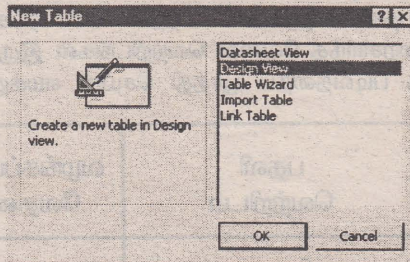 New Table
Datasheet View
Design View
Table Wizard
Import Table
Link Table
Create a new table in Design
view.
OK
Cancel